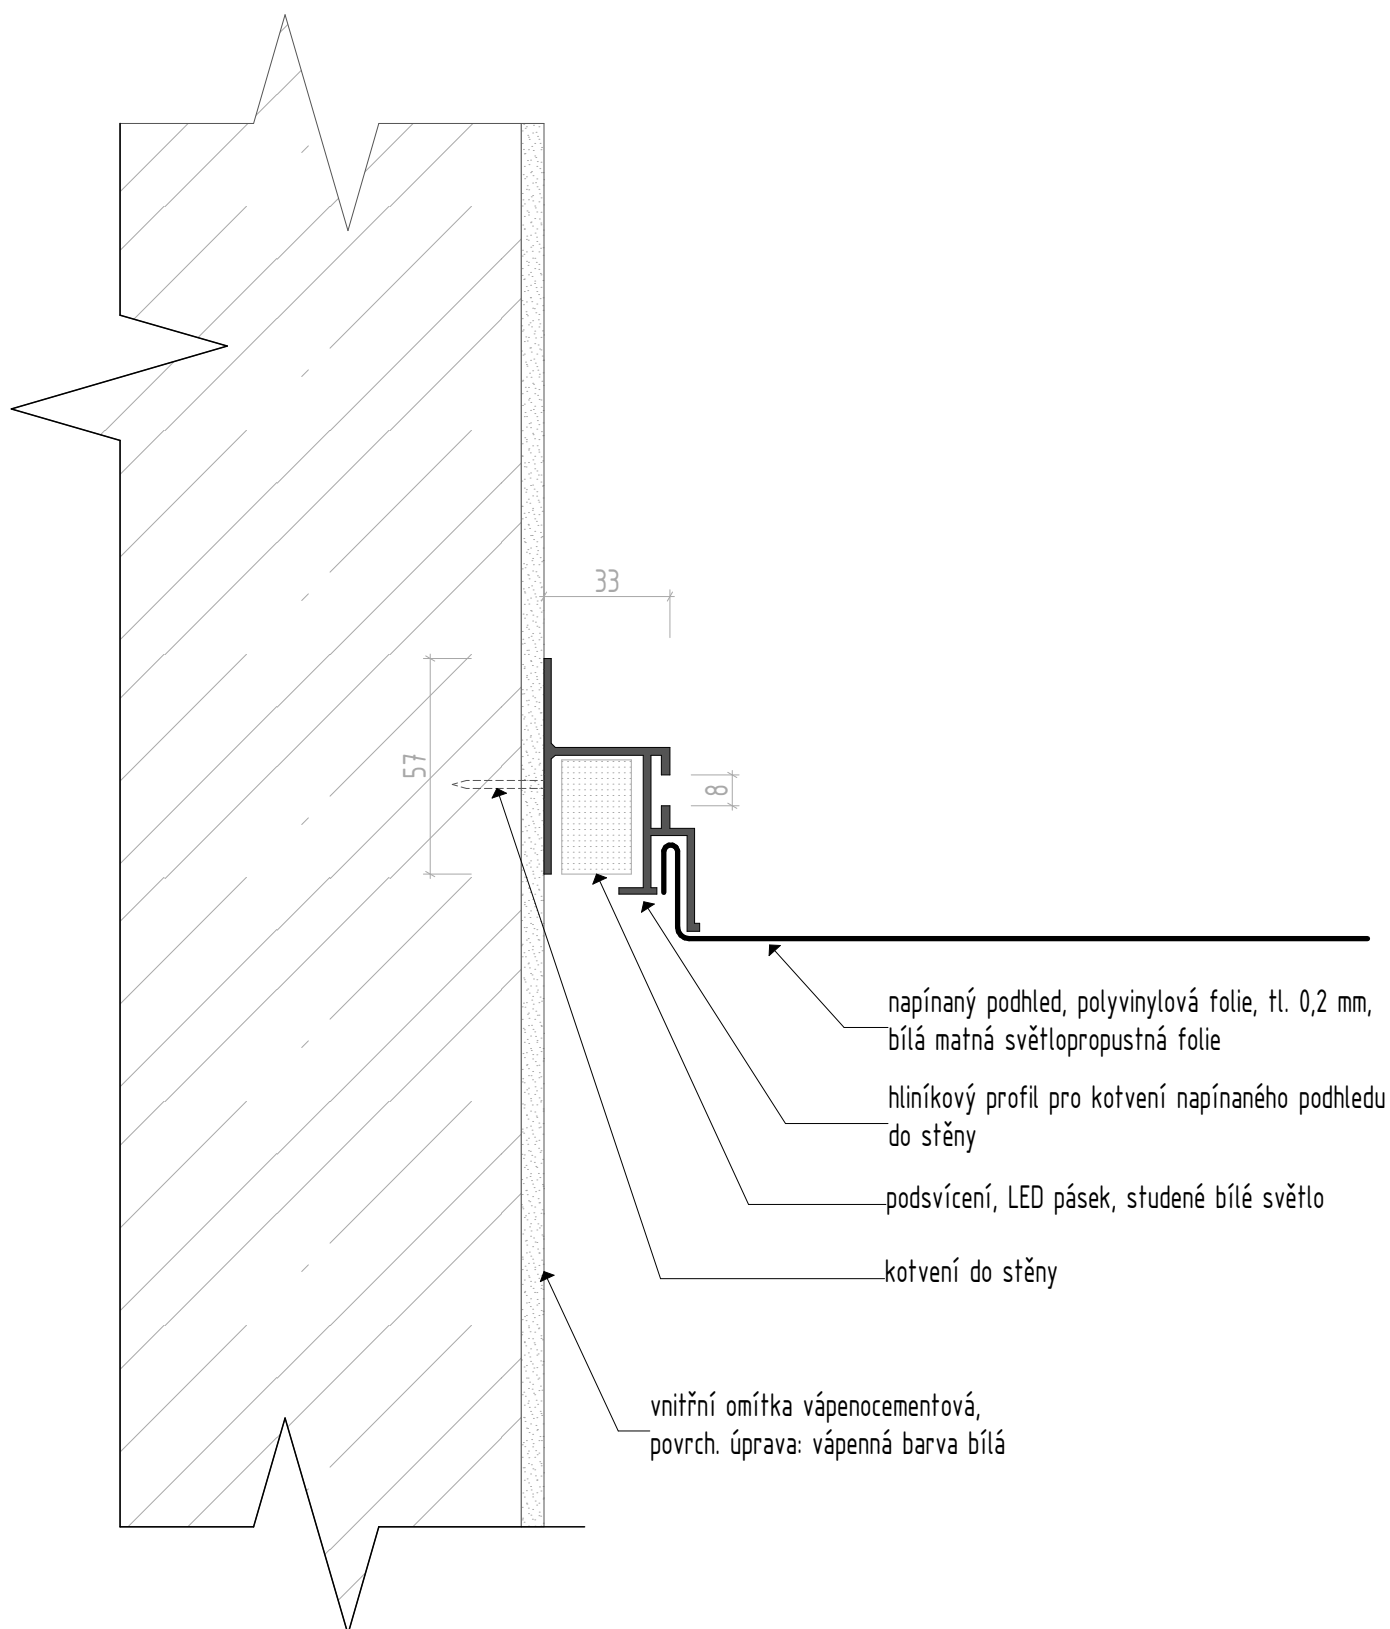 33
57
8
napínaný podhled, polyvinylová folie, tl. 0,2 mm,
bílá matná světlopropustná folie
hliníkový profil pro kotvení napínaného podhledu
do stěny
podsvícení, LED pásek, studené bílé světlo
kotvení do stěny
vnitřní omítka vápenocementová,
povrch. úprava: vápenná barva bílá